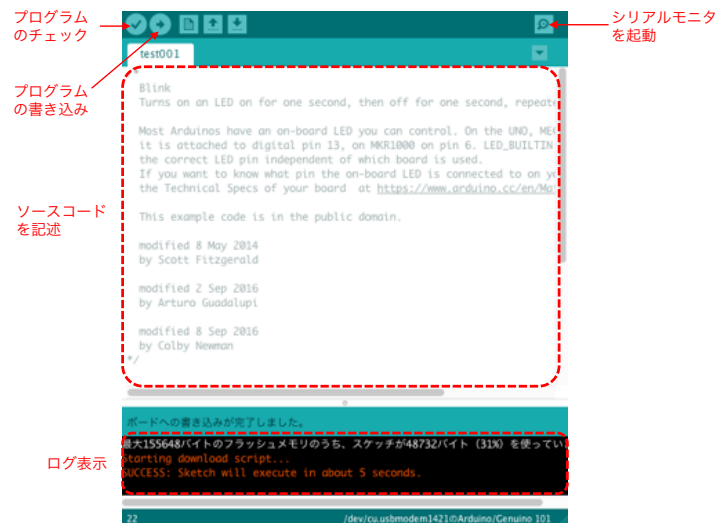 プログラム
のチェック
シリアルモニタ
を起動
test001
プログラム
の書き込み
Blink
Turns on an LED on for one second, then off for one second, repeate
Most Arduinos have an on-board LED you can control. On the UNO, MEG
it is attached to digital pin 13, on MKR1000 on pin 6. LED_BUILTIN
the correct LED pin independent of which board is used.
If you want to know what pin the on-board LED is connected to on yo
the Technical Specs of your board at https://www.arduino.cc/en/Mai
ソースコード
を記述
This example code is in the public domain.
modified 8 May 2014
by Scott Fitzgerald
modified 2 Sep 2016
by Arturo Guadalupi
modified 8 Sep 2016
by Colby Newman
*/
ボードへの書き込みが完了しました。
最大155648バイトのフラッシュメモリのうち、スケッチが48732バイト（31%）を使ってい
Starting download script...
SUCCESS: Sketch will execute in about 5 seconds.
ログ表示
22
/dev/cu.usbmodem1421のArduino/Genuino 101